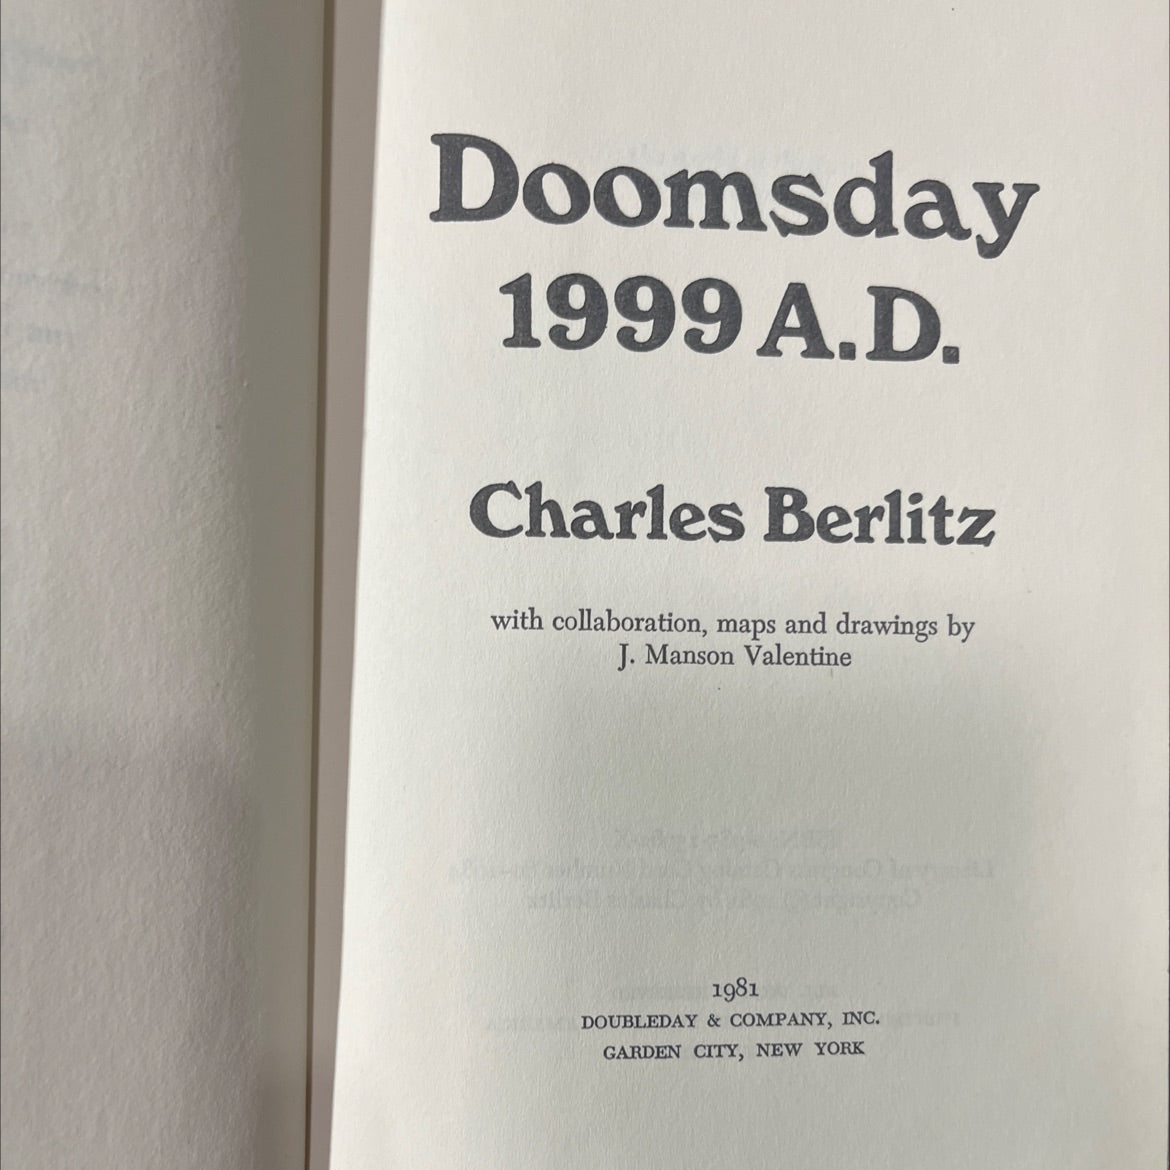 Doomsday
1999 A.D.
Charles Berlitz
with collaboration, maps and drawings by
J. Manson Valentine
1981
DOUBLEDAY & COMPANY, INC.
GARDEN CITY, NEW YORK